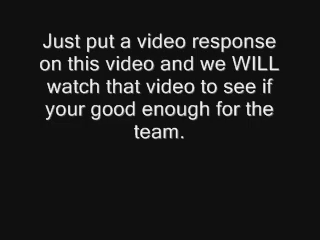 Just put a video response
on this video and we WILL
watch that video to see if
your good enough for the
team.